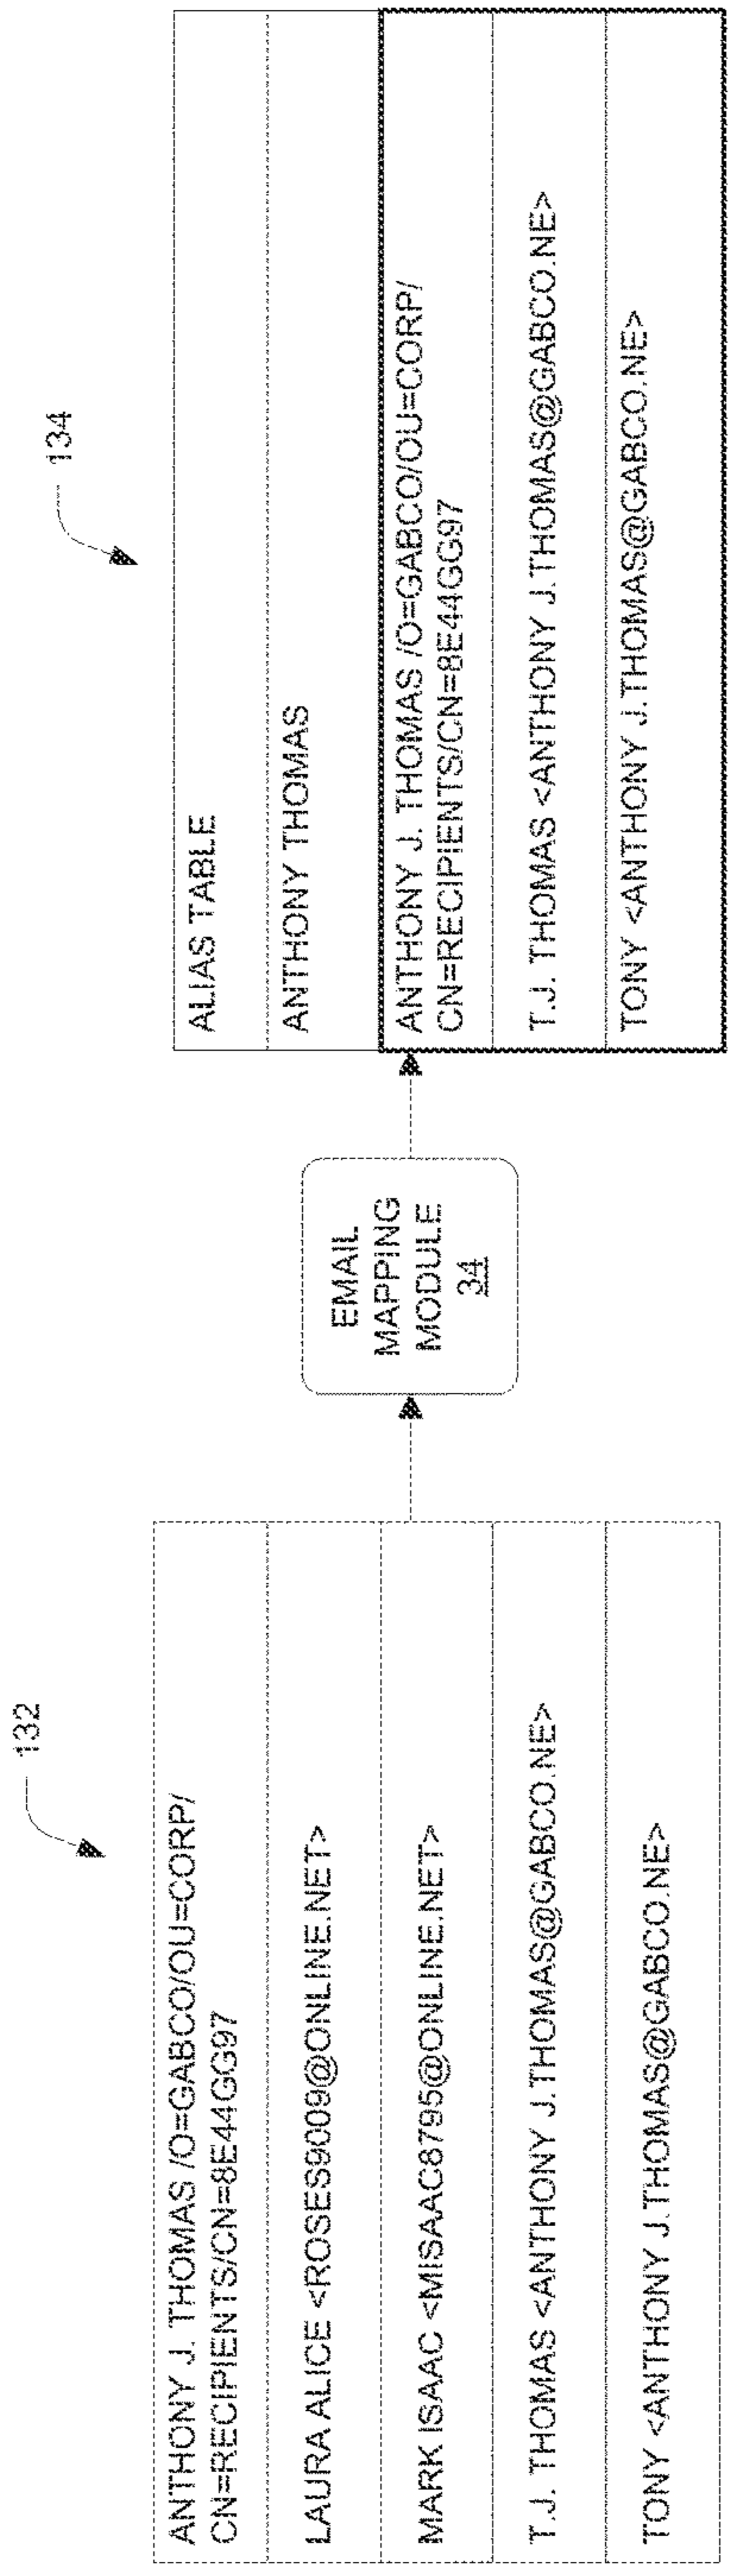 132
ANTHONY J. THOMAS /O=GABCO/OU=CORP/
CN=RECIPIENTS/CN=8E44GG97
LAURA ALICE <ROSES9009@ONLINE.NET>
MARK ISAAC <MISAAC8795@ONLINE.NET>
T.J. THOMAS <ANTHONY J.THOMAS@GABCO.NE>
TONY <ANTHONY J.THOMAS@GABCO.NE>
EMAIL
MAPPING
MODULE
34
134
ALIAS TABLE
ANTHONY THOMAS
ANTHONY J. THOMAS /O=GABCO/OU=CORP/
CN=RECIPIENTS/CN=8E44GG97
T.J. THOMAS <ANTHONY J.THOMAS@GABCO.NE>
TONY <ANTHONY J.THOMAS@GABCO.NE>